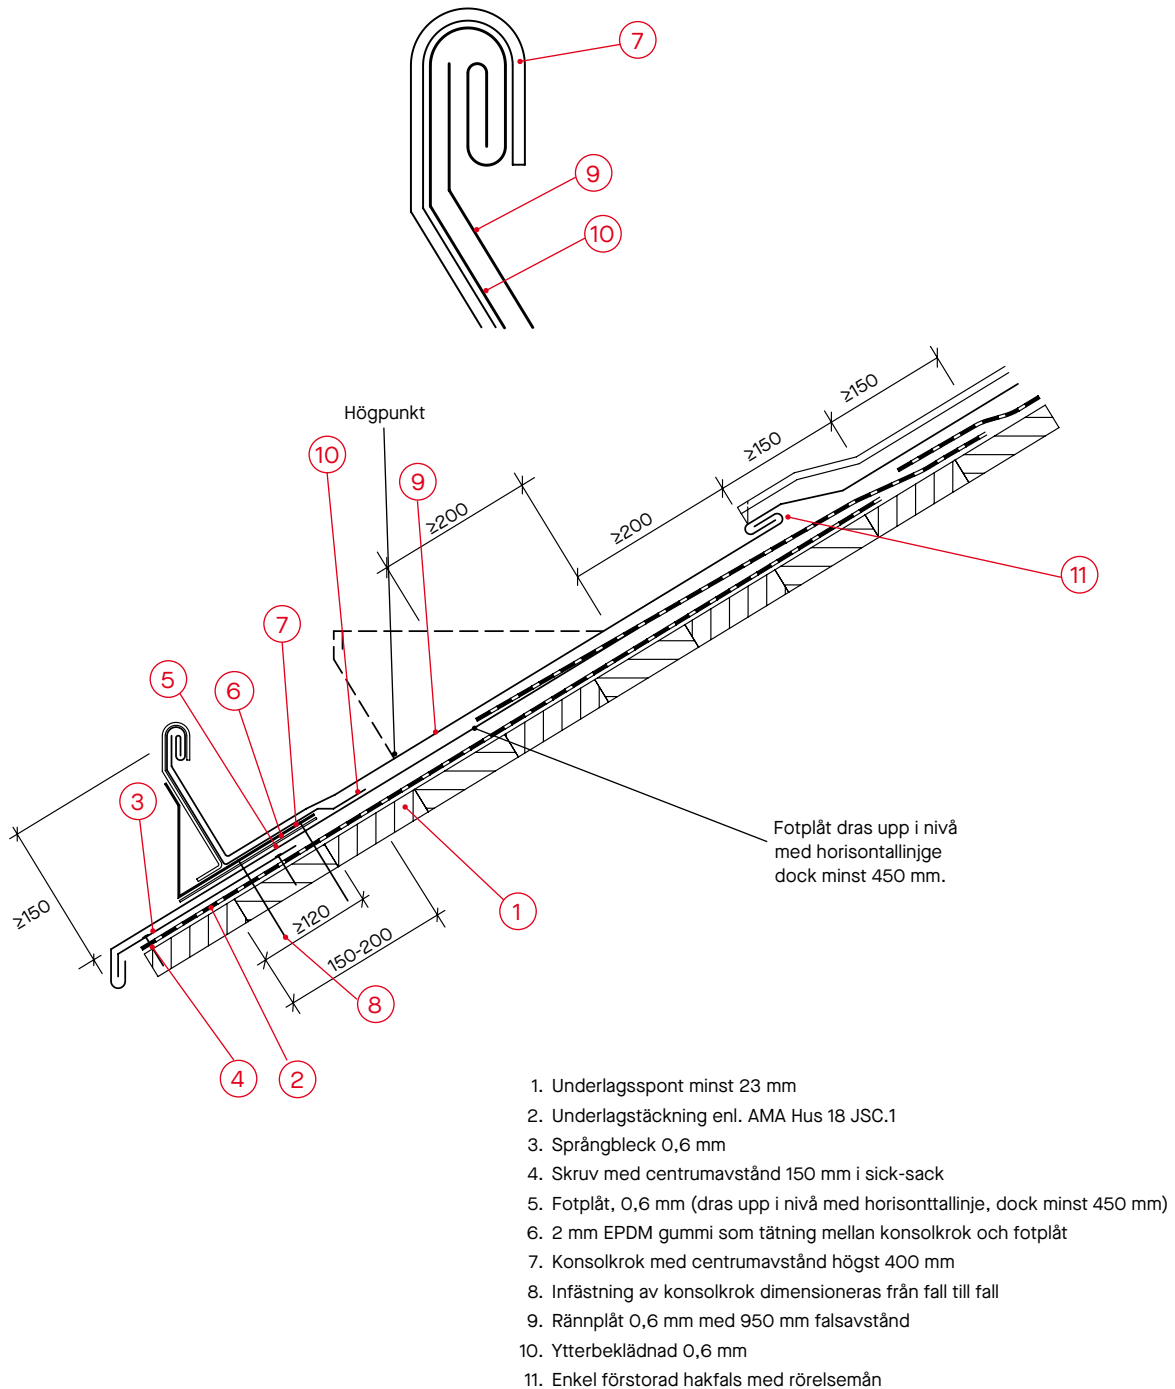 7
9
10
≥150
Högpunkt
≥150
10
9
≥200
≥200
11
7
5
6
3
Fotplåt dras upp i nivå
med horisontallinjge
dock minst 450 mm.
≥150
1
≥120
150-200
8
4
2
1. Underlagsspont minst 23 mm
2. Underlagstäckning enl. AMA Hus 18 JSC.1
3. Språngbleck 0,6 mm
4. Skruv med centrumavstånd 150 mm i sick-sack
5. Fotplåt, 0,6 mm (dras upp i nivå med horisonttallinje, dock minst 450 mm)
6. 2 mm EPDM gummi som tätning mellan konsolkrok och fotplåt
7. Konsolkrok med centrumavstånd högst 400 mm
8. Infästning av konsolkrok dimensioneras från fall till fall
9. Rännplåt 0,6 mm med 950 mm falsavstånd
10. Ytterbeklädnad 0,6 mm
11. Enkel förstorad hakfals med rörelsemån